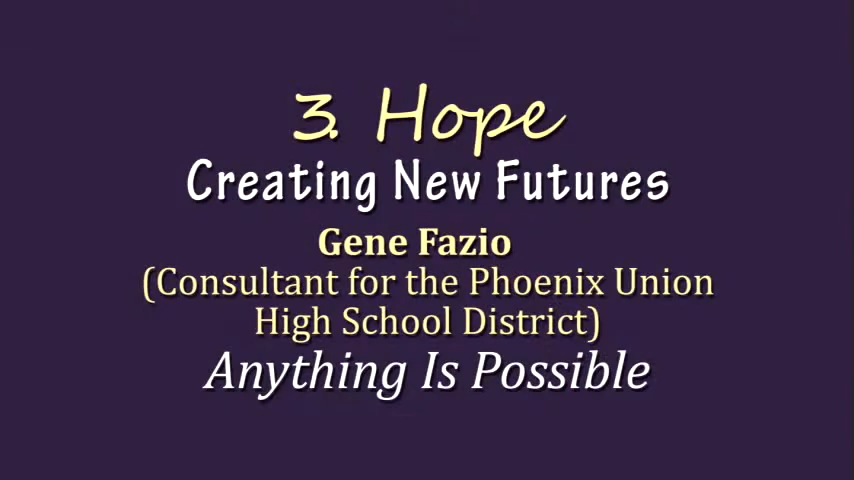 3. Hope
Creating New Futures
Gene Fazio
(Consultant for the Phoenix Union
High School District)
Anything Is Possible